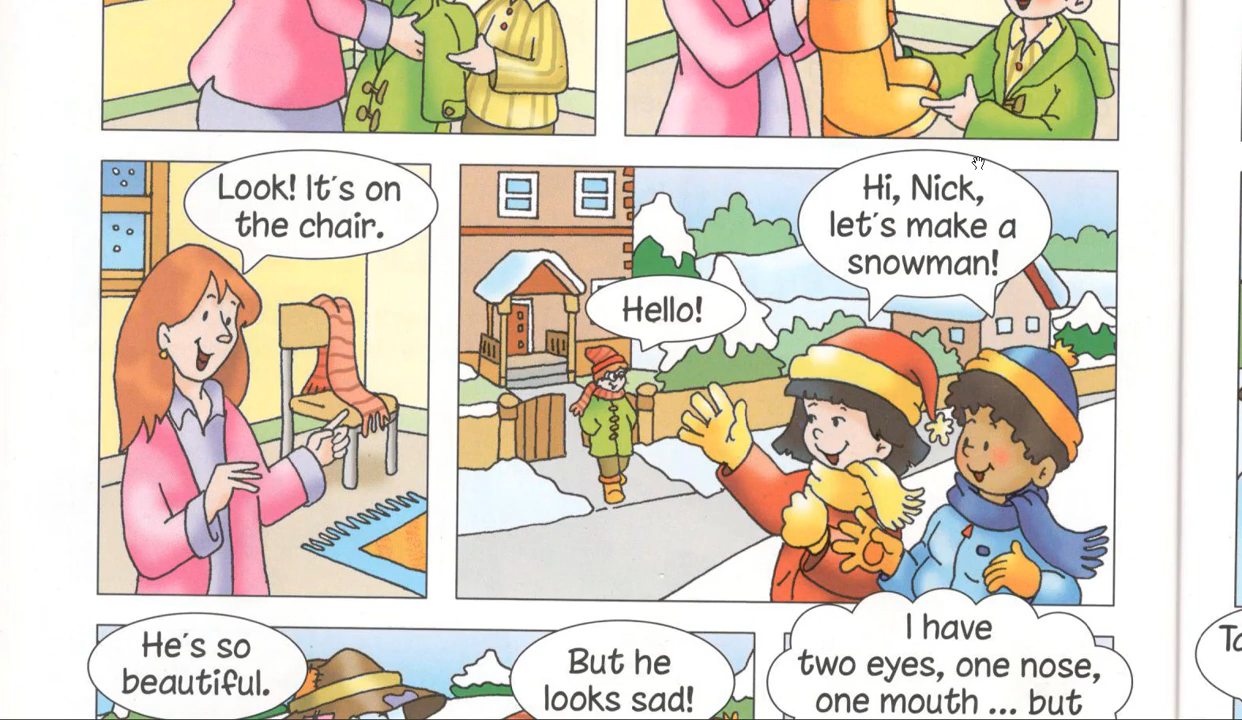 Look! It's on
the chair.
Hello!
Hi, Nick,
let's make a
snowman!
He's so
beautiful.
But he
looks sad!
I have
two eyes, one nose,
one mouth ... but